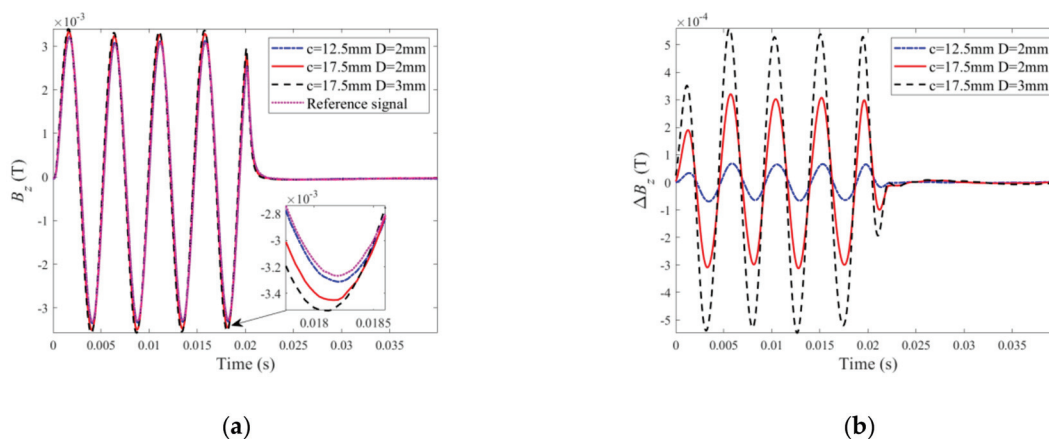 ×10⁻³
3
2
1
0
-1
-2
-3
B_z (T)
0 0.005 0.01 0.015 0.02 0.025 0.03 0.035
Time (s)
c=12.5mm D=2mm
c=17.5mm D=2mm
c=17.5mm D=3mm
Reference signal
×10⁻³
-2.8
-3
-3.2
-3.4
0.018 0.0185
(a)
×10⁻⁴
5
4
3
2
1
0
-1
-2
-3
-4
-5
ΔB_z (T)
0 0.005 0.01 0.015 0.02 0.025 0.03 0.035
Time (s)
c=12.5mm D=2mm
c=17.5mm D=2mm
c=17.5mm D=3mm
(b)